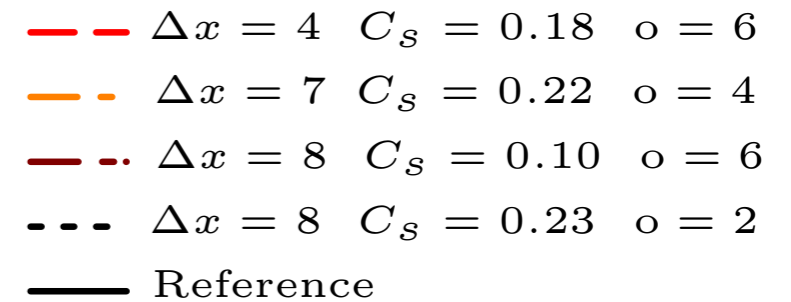 Δx = 4 C_s = 0.18 o = 6
Δx = 7 C_s = 0.22 o = 4
Δx = 8 C_s = 0.10 o = 6
Δx = 8 C_s = 0.23 o = 2
Reference